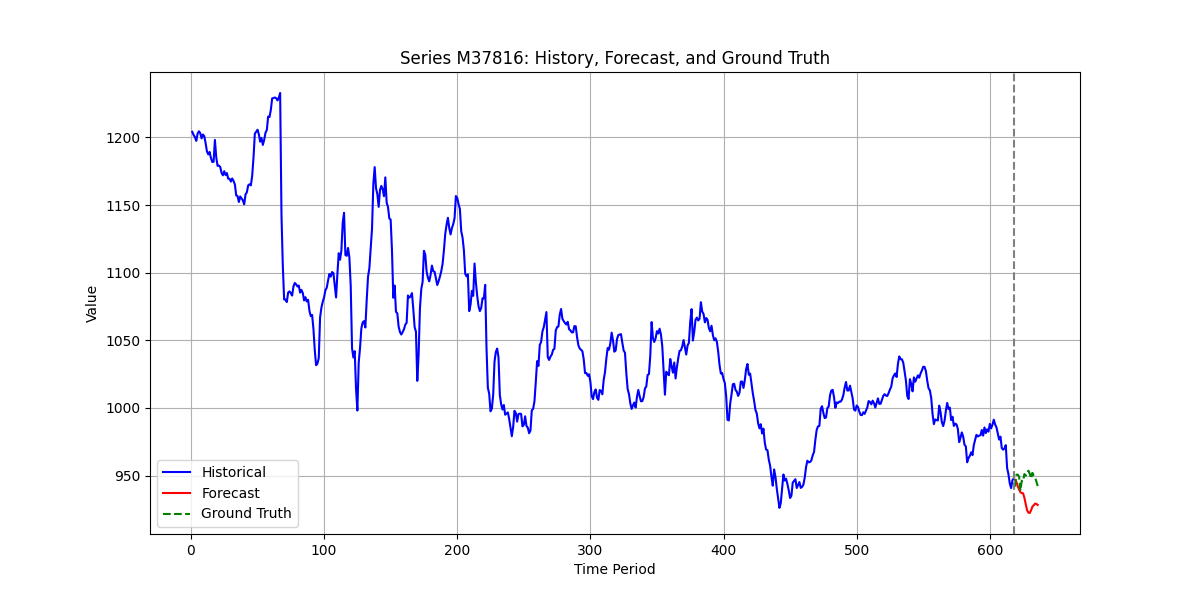 Series M37816: History, Forecast, and Ground Truth
Value
1200
1150
1100
1050
1000
950
Historical
Forecast
Ground Truth
0 100 200 300 400 500 600
Time Period